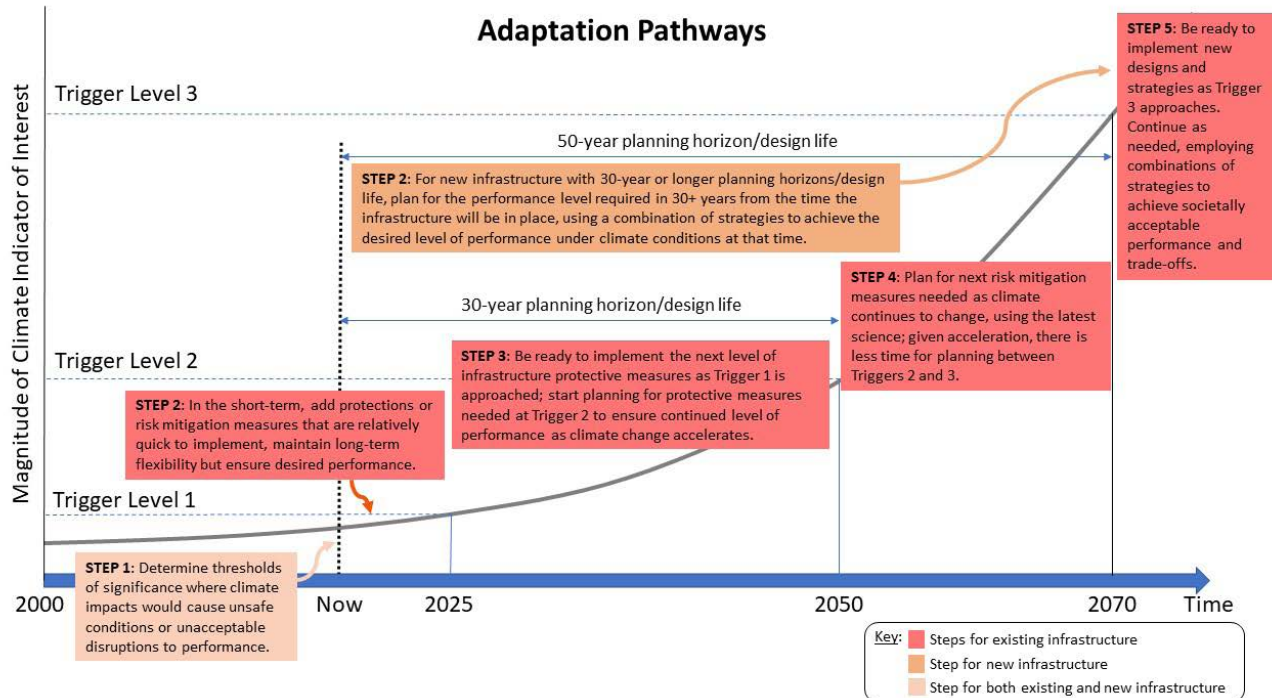 Adaptation Pathways
Magnitude of Climate Indicator of Interest
Trigger Level 3
50-year planning horizon/design life
STEP 5: Be ready to
implement new
designs and
strategies as Trigger
3 approaches.
Continue as
needed, employing
combinations of
strategies to
achieve societally
acceptable
performance and
trade-offs.
STEP 2: For new infrastructure with 30-year or longer planning horizons/design
life, plan for the performance level required in 30+ years from the time the
infrastructure will be in place, using a combination of strategies to achieve the
desired level of performance under climate conditions at that time.
30-year planning horizon/design life
STEP 4: Plan for next risk mitigation
measures needed as climate
continues to change, using the latest
science; given acceleration, there is
less time for planning between
Triggers 2 and 3.
Trigger Level 2
STEP 3: Be ready to implement the next level of
infrastructure protective measures as Trigger 1 is
approached; start planning for protective measures
needed at Trigger 2 to ensure continued level of
performance as climate change accelerates.
STEP 2: In the short-term, add protections or
risk mitigation measures that are relatively
quick to implement, maintain long-term
flexibility but ensure desired performance.
Trigger Level 1
STEP 1: Determine thresholds
of significance where climate
impacts would cause unsafe
conditions or unacceptable
disruptions to performance.
2000 Now 2025 2050 2070 Time
Key: Steps for existing infrastructure
Step for new infrastructure
Step for both existing and new infrastructure